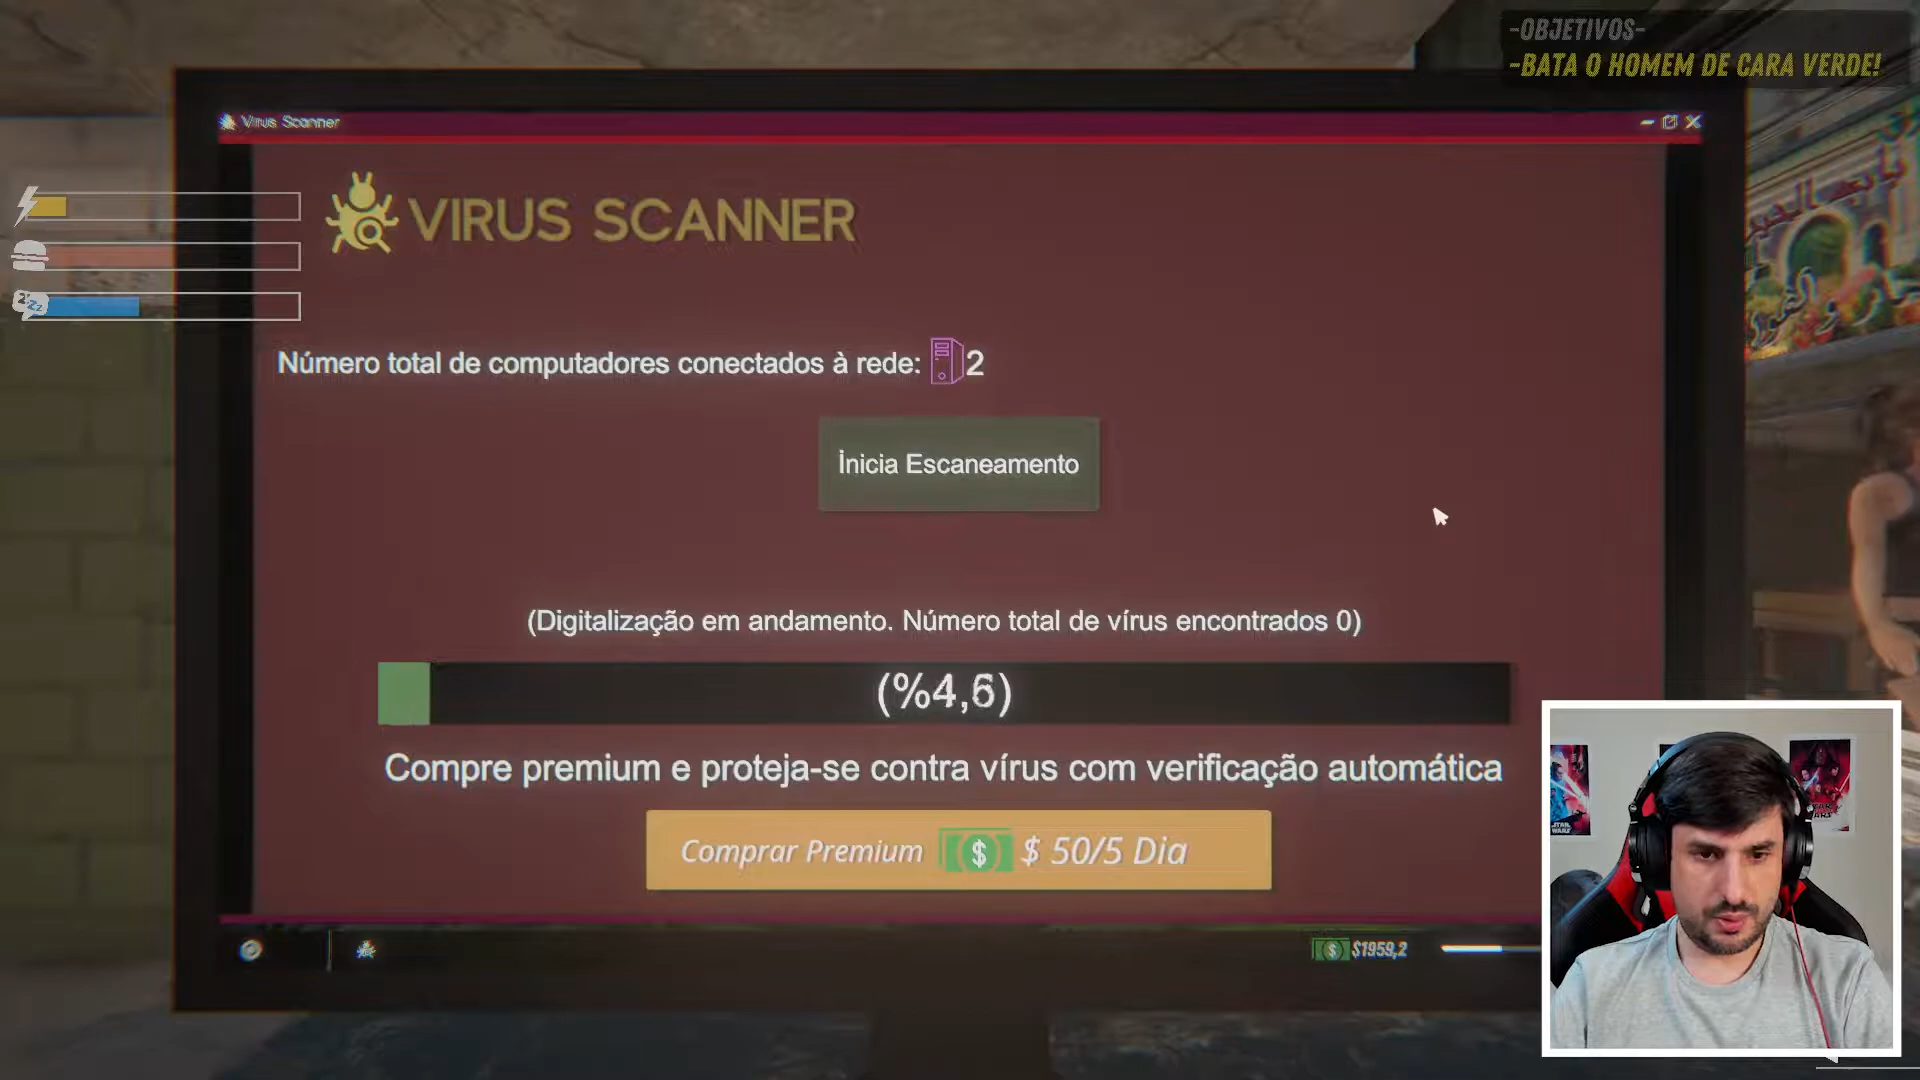 -OBJETIVOS-
-BATA O HOMEM DE CARA VERDE!
Virus Scanner
VIRUS SCANNER
Número total de computadores conectados à rede: 2
İnicia Escaneamento
(Digitalização em andamento. Número total de vírus encontrados 0)
(%4,6)
Compre premium e proteja-se contra vírus com verificação automática
Comprar Premium $ $ 50/5 Dia
$ $1959,2
STAR WARS